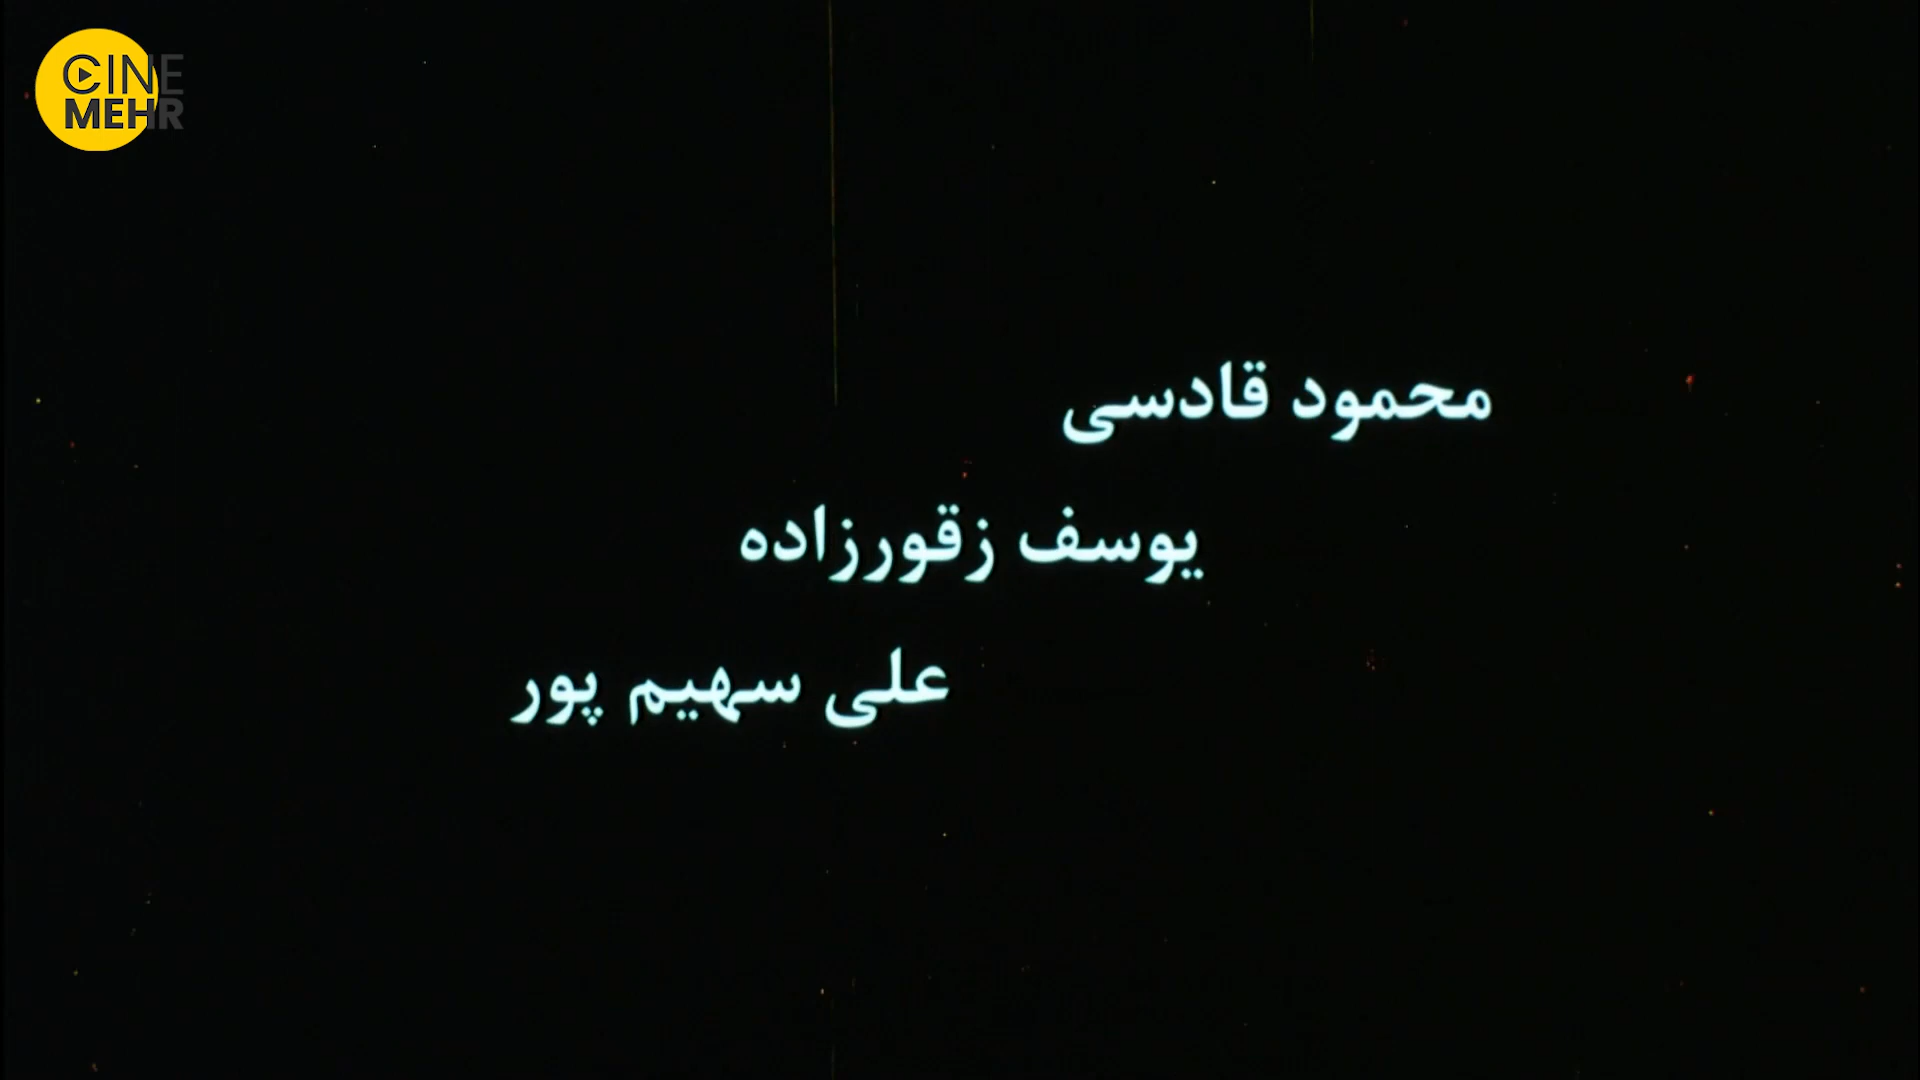 CINE
MEHR
محمود قادسی
یوسف زقورزاده
علی سهیم پور